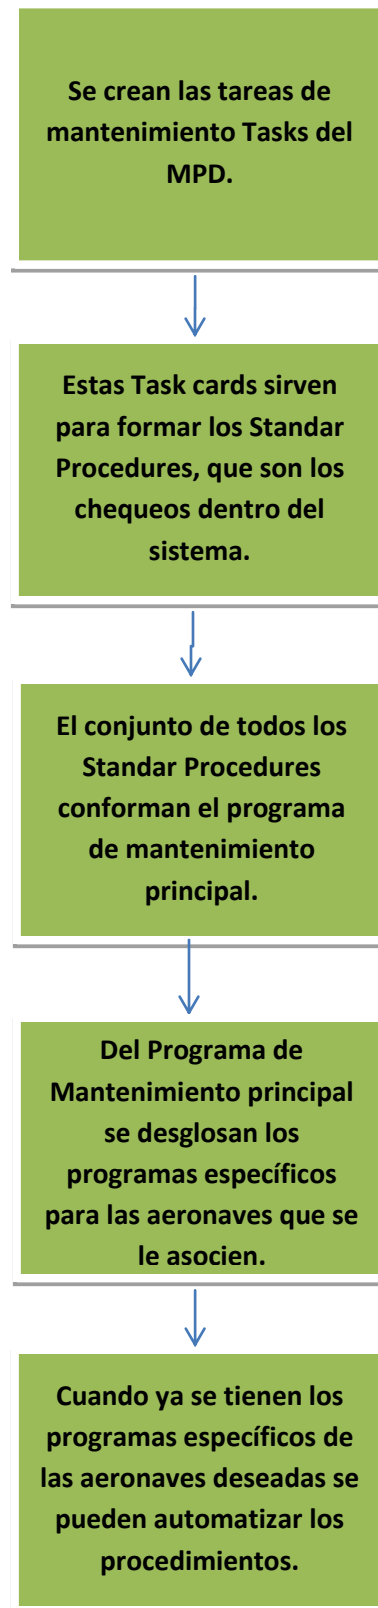 Se crean las tareas de
mantenimiento Tasks del
MPD.
Estas Task cards sirven
para formar los Standar
Procedures, que son los
chequeos dentro del
sistema.
El conjunto de todos los
Standar Procedures
conforman el programa
de mantenimiento
principal.
Del Programa de
Mantenimiento principal
se desglosan los
programas específicos
para las aeronaves que se
le asocien.
Cuando ya se tienen los
programas específicos de
las aeronaves deseadas se
pueden automatizar los
procedimientos.